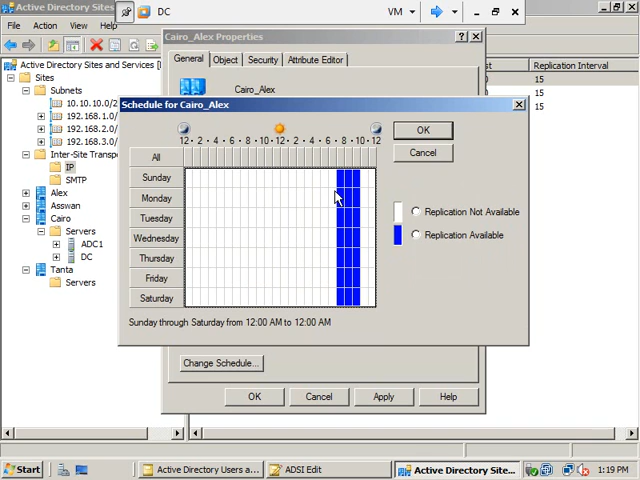 Active Directory Sites
DC
VM
File Action View Help
Cairo_Alex Properties
General Object Security Attribute Editor
Cairo_Alex
Active Directory Sites and Services [
Sites
Subnets
10.10.10.0/2
192.168.1.0/
192.168.2.0/
192.168.3.0/
Inter-Site Transpo
IP
SMTP
Alex
Asswan
Cairo
Servers
ADC1
DC
Tanta
Servers
st Replication Interval
15
15
15
Schedule for Cairo_Alex
12 · 2 · 4 · 6 · 8 · 10 · 12 · 2 · 4 · 6 · 8 · 10 · 12
All
Sunday
Monday
Tuesday
Wednesday
Thursday
Friday
Saturday
OK
Cancel
Replication Not Available
Replication Available
Sunday through Saturday from 12:00 AM to 12:00 AM
Change Schedule...
OK Cancel Apply Help
Start
Active Directory Users a...
ADSI Edit
Active Directory Site...
1:19 PM